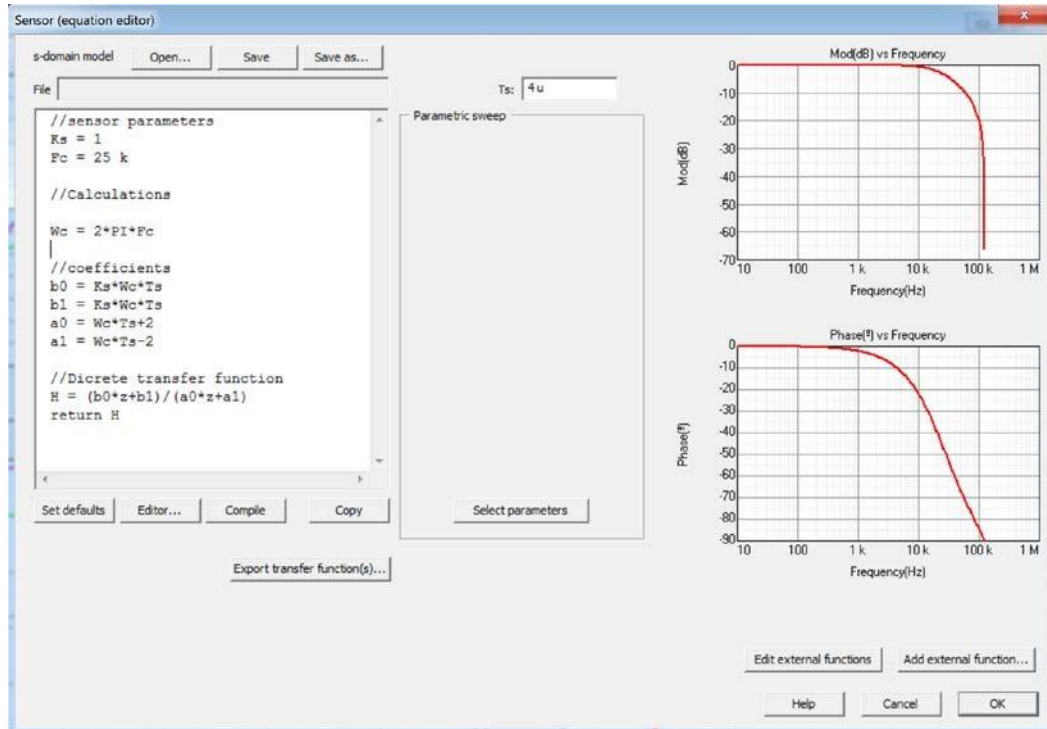 Sensor (equation editor)
s-domain model
Open...
Save
Save as...
File
Ts: 4u
//sensor parameters
Ks = 1
Fc = 25 k
//Calculations
Wc = 2*PI*Fc
//coefficients
b0 = Ks*Wc*Ts
b1 = Ks*Wc*Ts
a0 = Wc*Ts+2
a1 = Wc*Ts-2
//Dicrete transfer function
H = (b0*z+b1)/(a0*z+a1)
return H
Set defaults
Editor...
Compile
Copy
Export transfer function(s)...
Parametric sweep
Select parameters
Mod(dB) vs Frequency
Mod(dB)
0
-10
-20
-30
-40
-50
-60
-70
10 100 1 k 10 k 100 k 1 M
Frequency(Hz)
Phase(º) vs Frequency
Phase(º)
0
-10
-20
-30
-40
-50
-60
-70
-80
-90
10 100 1 k 10 k 100 k 1 M
Frequency(Hz)
Edit external functions
Add external function...
Help
Cancel
OK